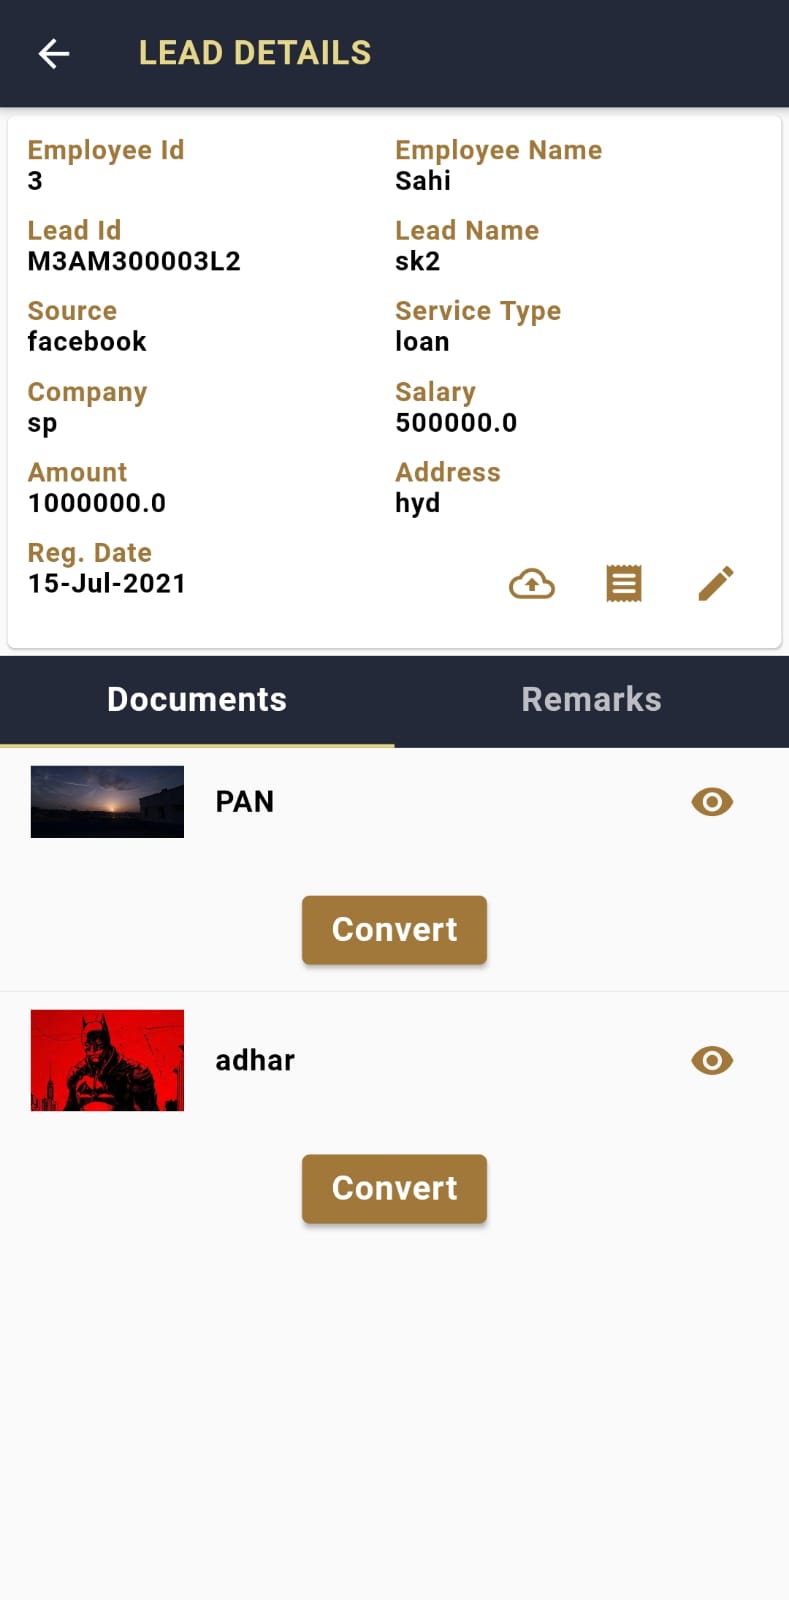 LEAD DETAILS
Employee Id
3
Employee Name
Sahi
Lead Id
M3AM300003L2
Lead Name
sk2
Source
facebook
Service Type
loan
Company
sp
Salary
500000.0
Amount
1000000.0
Address
hyd
Reg. Date
15-Jul-2021
Documents
Remarks
PAN
Convert
adhar
Convert